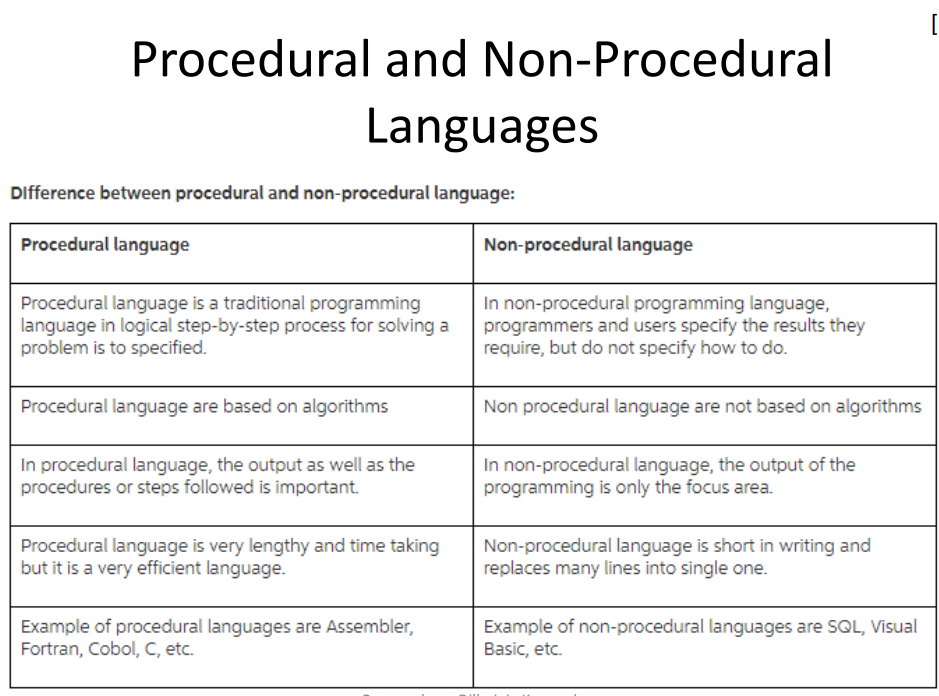 [
Procedural and Non-Procedural
Languages
DIfference between procedural and non-procedural language:
Procedural language
Non-procedural language
Procedural language is a traditional programming
language in logical step-by-step process for solving a
problem is to specified.
In non-procedural programming language,
programmers and users specify the results they
require, but do not specify how to do.
Procedural language are based on algorithms
Non procedural language are not based on algorithms
In procedural language, the output as well as the
procedures or steps followed is important.
In non-procedural language, the output of the
programming is only the focus area.
Procedural language is very lengthy and time taking
but it is a very efficient language.
Non-procedural language is short in writing and
replaces many lines into single one.
Example of procedural languages are Assembler,
Fortran, Cobol, C, etc.
Example of non-procedural languages are SQL, Visual
Basic, etc.